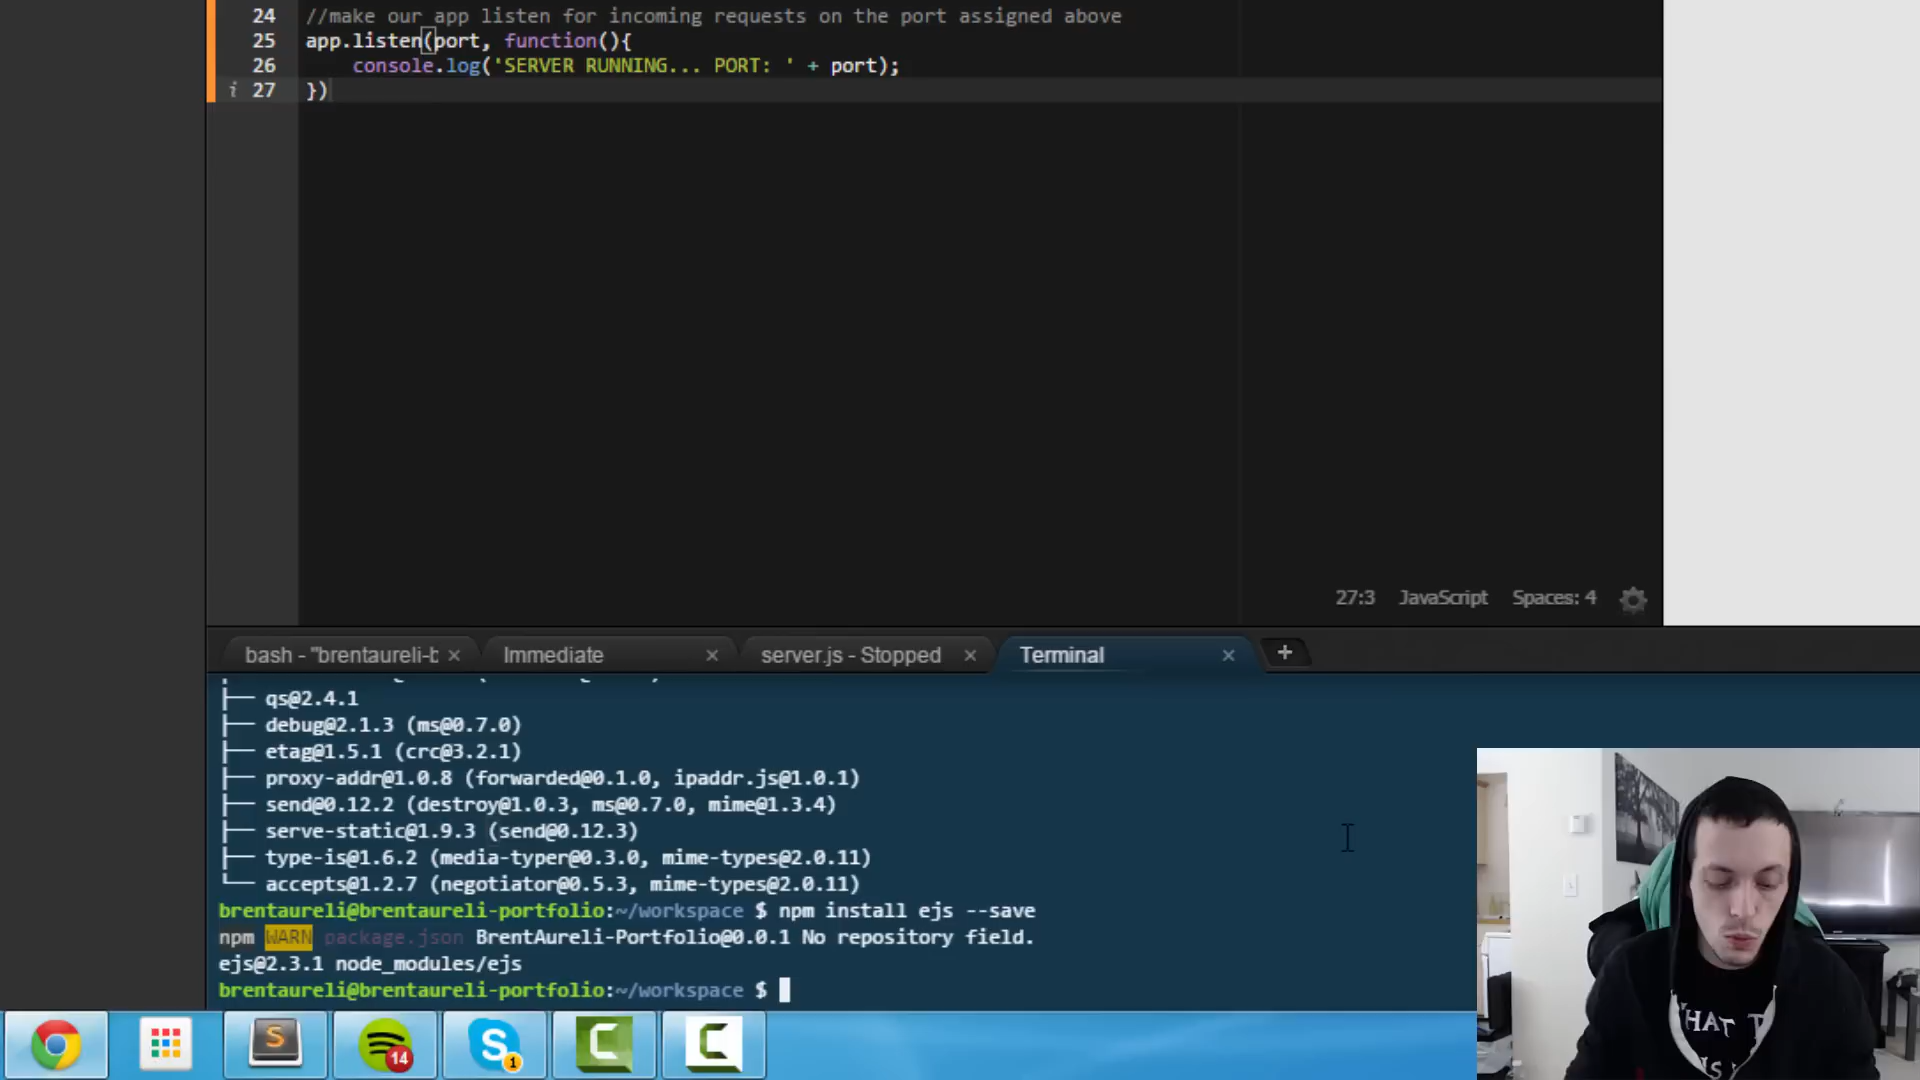 24 //make our app listen for incoming requests on the port assigned above
25 app.listen(port, function(){
26 console.log('SERVER RUNNING... PORT: ' + port);
i 27 })
27:3 JavaScript Spaces: 4
bash - "brentaureli-b × Immediate × server.js - Stopped × Terminal × +
├── qs@2.4.1
├── debug@2.1.3 (ms@0.7.0)
├── etag@1.5.1 (crc@3.2.1)
├── proxy-addr@1.0.8 (forwarded@0.1.0, ipaddr.js@1.0.1)
├── send@0.12.2 (destroy@1.0.3, ms@0.7.0, mime@1.3.4)
├── serve-static@1.9.3 (send@0.12.3)
├── type-is@1.6.2 (media-typer@0.3.0, mime-types@2.0.11)
└── accepts@1.2.7 (negotiator@0.5.3, mime-types@2.0.11)
brentaureli@brentaureli-portfolio:~/workspace $ npm install ejs --save
npm WARN package.json BrentAureli-Portfolio@0.0.1 No repository field.
ejs@2.3.1 node_modules/ejs
brentaureli@brentaureli-portfolio:~/workspace $
S 14 S 1 C C